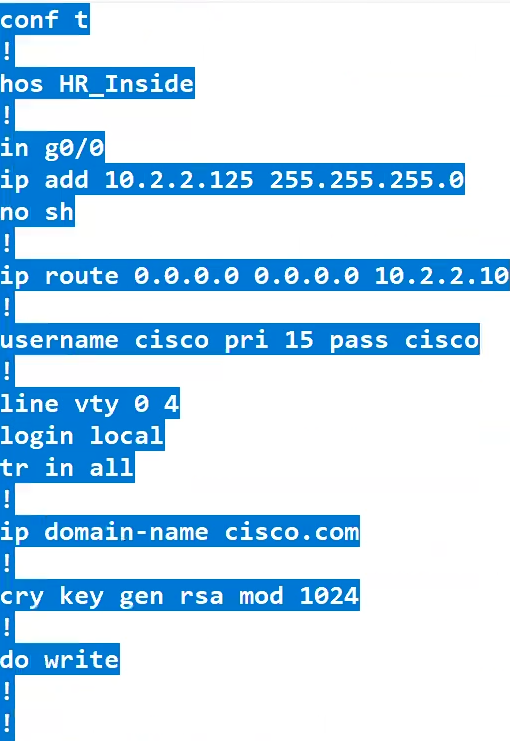 conf t
!
hos HR_Inside
!
in g0/0
ip add 10.2.2.125 255.255.255.0
no sh
!
ip route 0.0.0.0 0.0.0.0 10.2.2.10
!
username cisco pri 15 pass cisco
!
line vty 0 4
login local
tr in all
!
ip domain-name cisco.com
!
cry key gen rsa mod 1024
!
do write
!
!